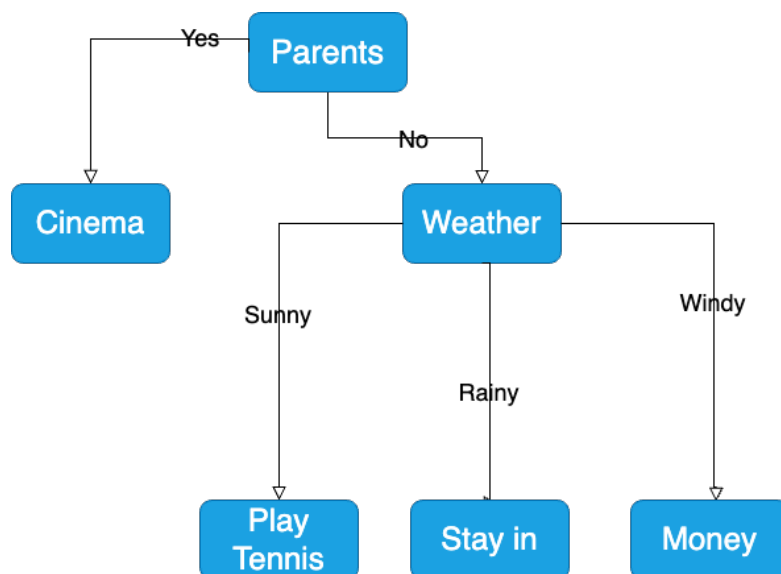 Yes
Parents
No
Cinema
Weather
Sunny
Rainy
Windy
Play
Tennis
Stay in
Money